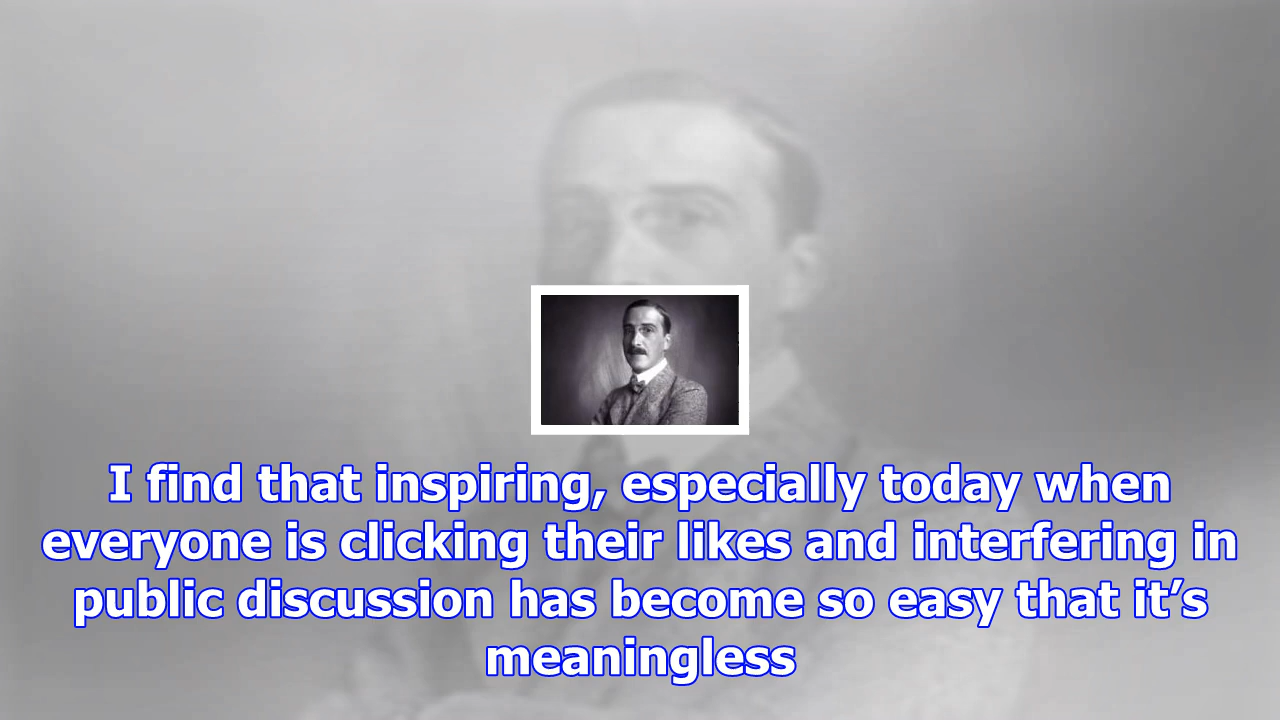 I find that inspiring, especially today when
everyone is clicking their likes and interfering in
public discussion has become so easy that it’s
meaningless